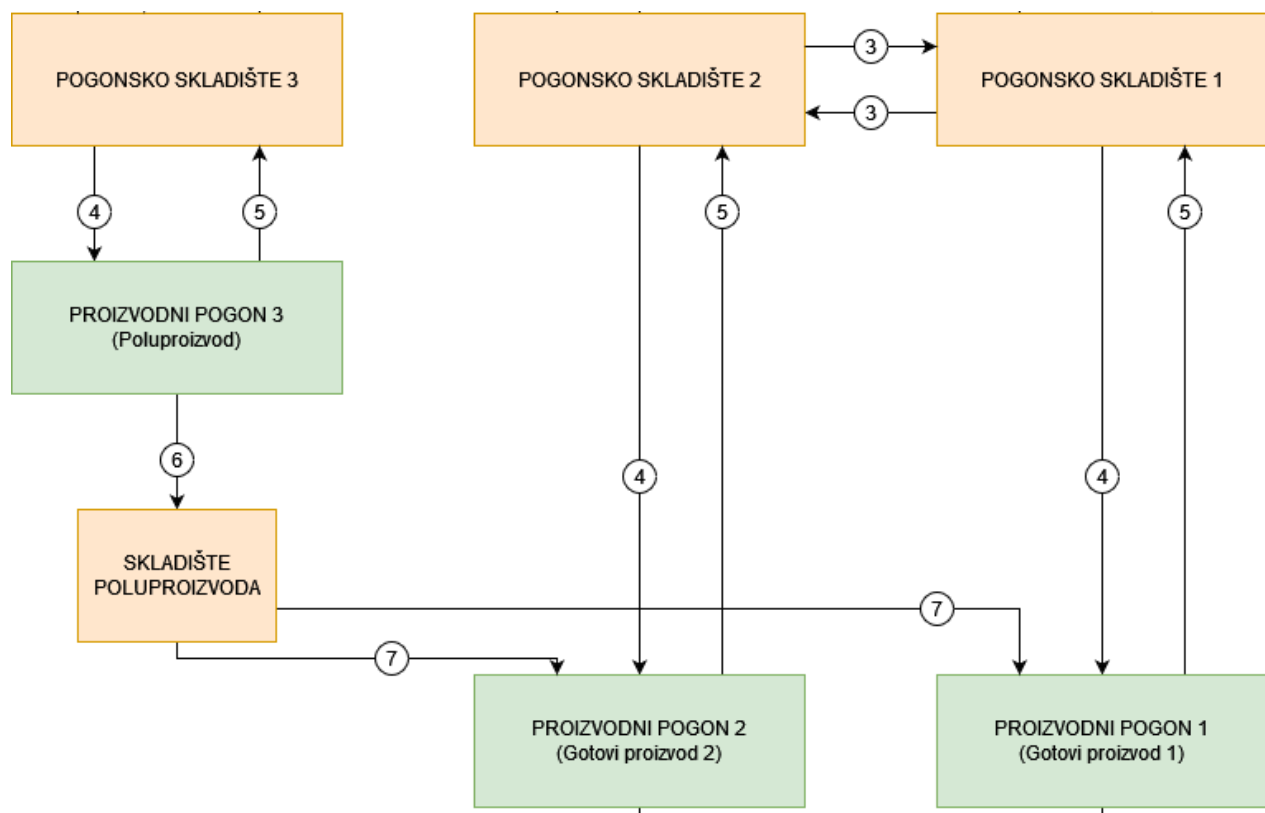 POGONSKO SKLADIŠTE 3
POGONSKO SKLADIŠTE 2
3
POGONSKO SKLADIŠTE 1
3
4
5
5
5
PROIZVODNI POGON 3
(Poluproizvod)
6
4
4
SKLADIŠTE
POLUPROIZVODA
7
7
PROIZVODNI POGON 2
(Gotovi proizvod 2)
PROIZVODNI POGON 1
(Gotovi proizvod 1)